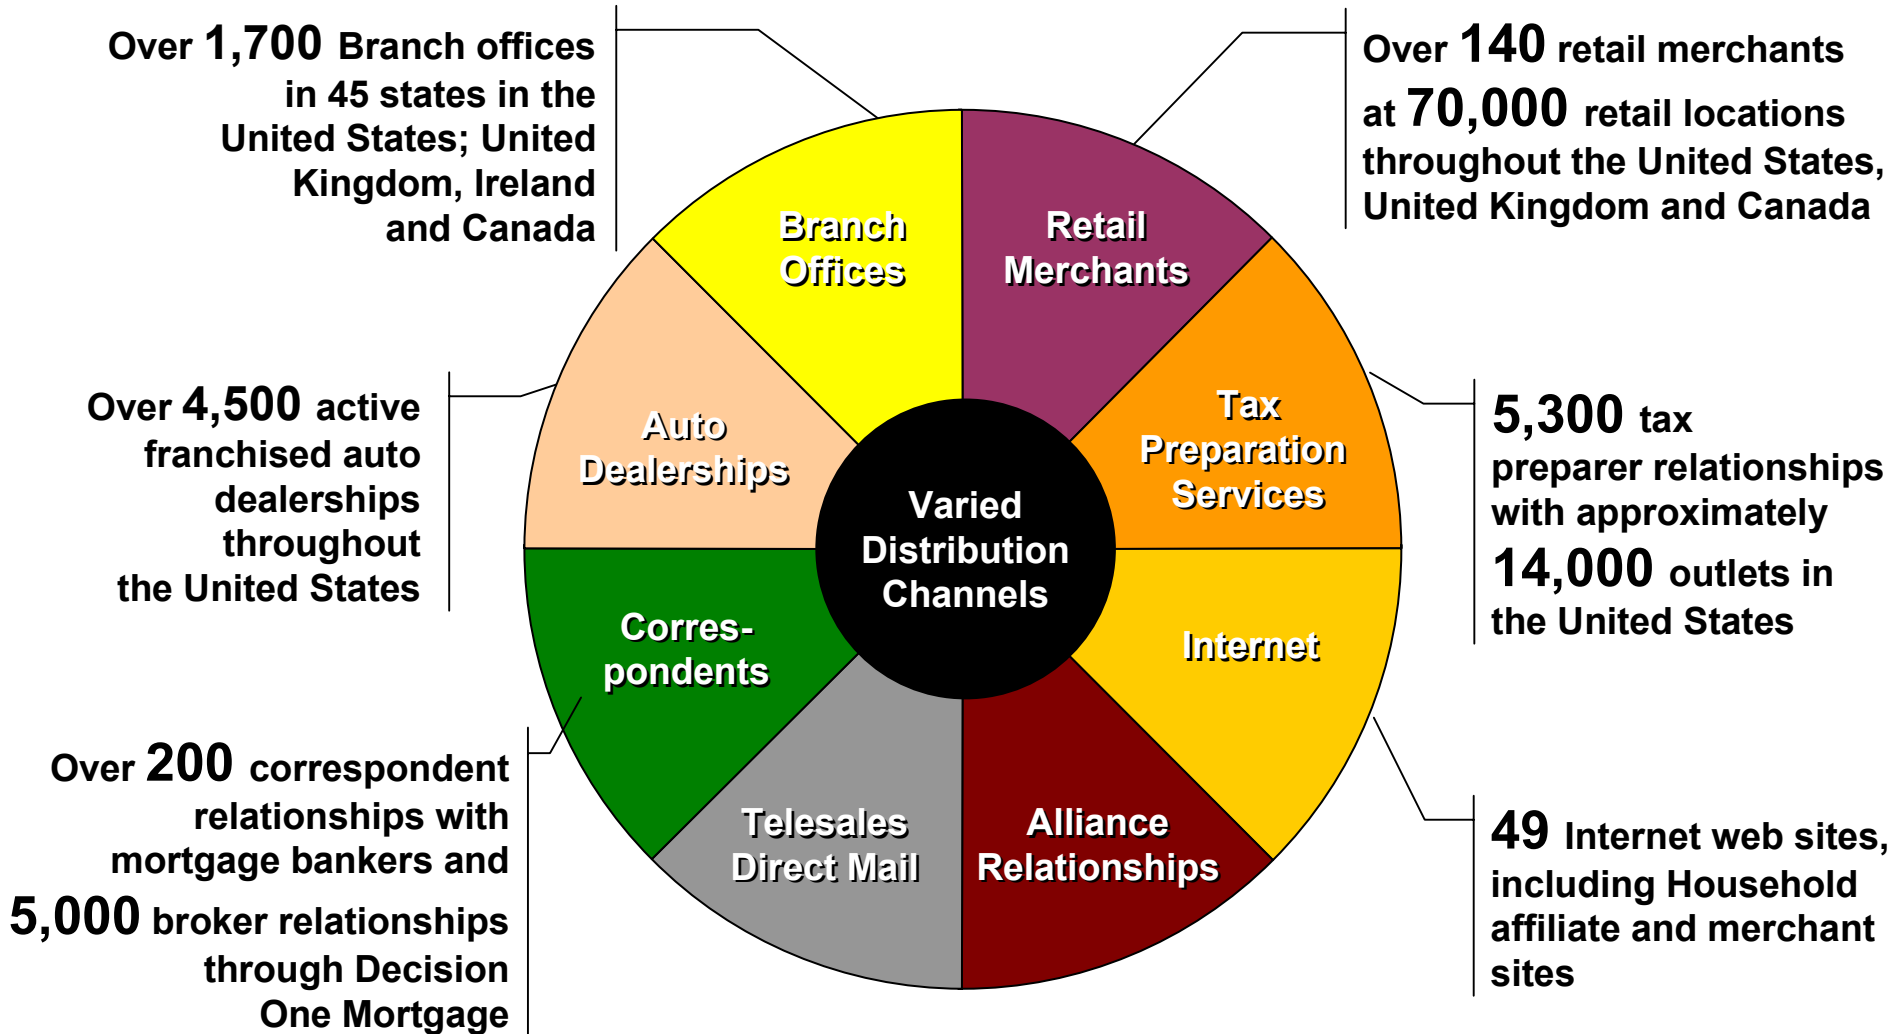 Over 1,700 Branch offices
in 45 states in the
United States; United
Kingdom, Ireland
and Canada
Over 140 retail merchants
at 70,000 retail locations
throughout the United States,
United Kingdom and Canada
Branch
Offices
Retail
Merchants
Over 4,500 active
franchised auto
dealerships
throughout
the United States
Auto
Dealerships
Tax
Preparation
Services
5,300 tax
preparer relationships
with approximately
14,000 outlets in
the United States
Varied
Distribution
Channels
Corres-
pondents
Internet
Over 200 correspondent
relationships with
mortgage bankers and
5,000 broker relationships
through Decision
One Mortgage
Telesales
Direct Mail
Alliance
Relationships
49 Internet web sites,
including Household
affiliate and merchant
sites